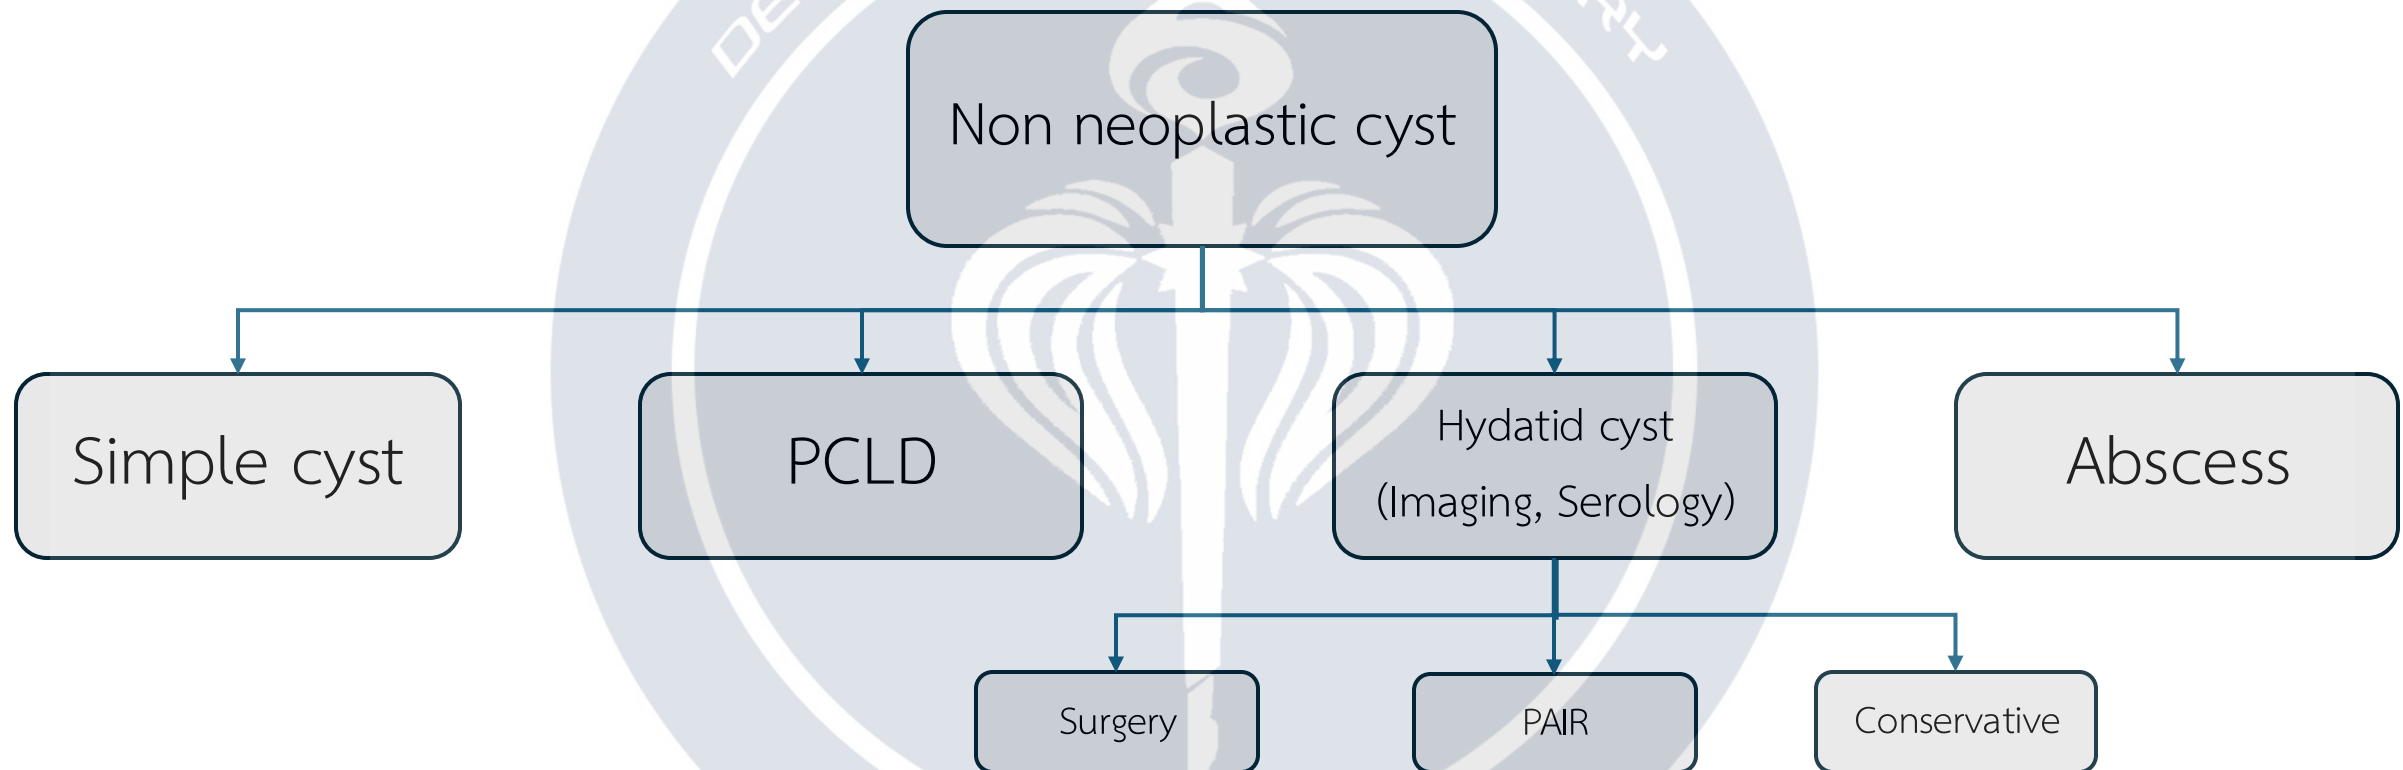 Non neoplastic cyst
Simple cyst
PCLD
Hydatid cyst
(Imaging, Serology)
Abscess
Surgery
PAIR
Conservative